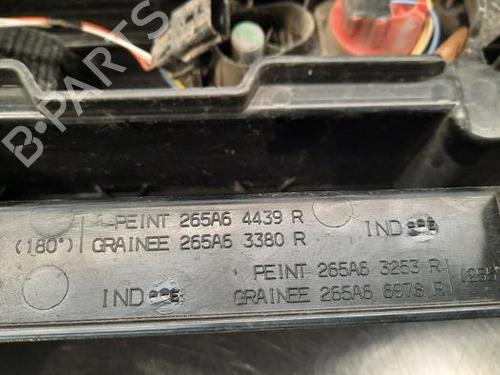 B-PARTS
PEINT 265A6 4439 R
(180°) GRAINEE 265A6 3380 R
IND
PEINT 265A6 3253 R
IND
GRAINEE 265A6 6978 R